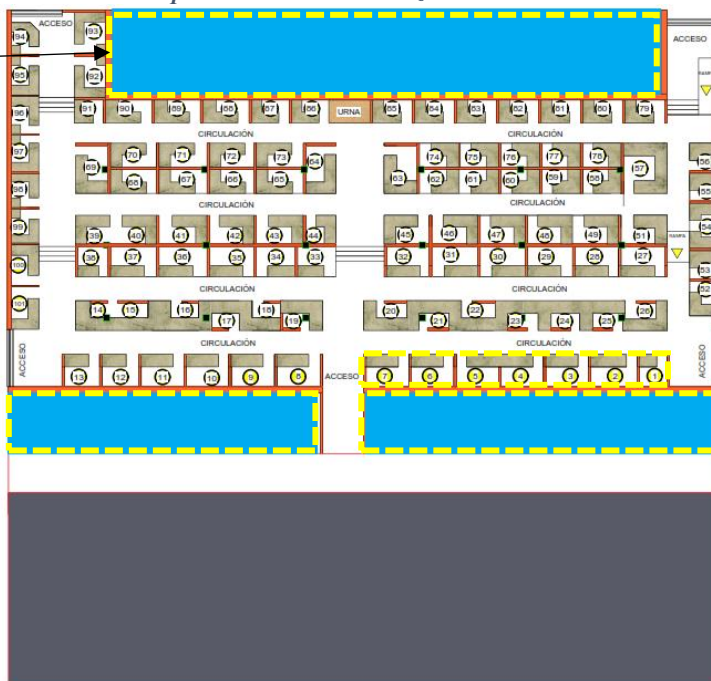 ACCESO
94
93
ACCESO
95
92
96
91 90 89 88 87 86 URNA 85 84 83 82 81 80 79
CIRCULACIÓN CIRCULACIÓN
97
69 70 71 72 73 64 74 75 76 77 78 57 56
98 68 67 66 65 63 62 61 60 59 58 55
CIRCULACIÓN CIRCULACIÓN
99 39 40 41 42 43 44 45 46 47 48 49 51 54
RAMPA
100 38 37 36 35 34 33 32 31 30 29 28 27 53
CIRCULACIÓN CIRCULACIÓN
52
101 14 15 16 17 18 19 20 21 22 23 24 25 26
CIRCULACIÓN CIRCULACIÓN
ACCESO
13 12 11 10 9 8 ACCESO 7 6 5 4 3 2 1
ACCESO